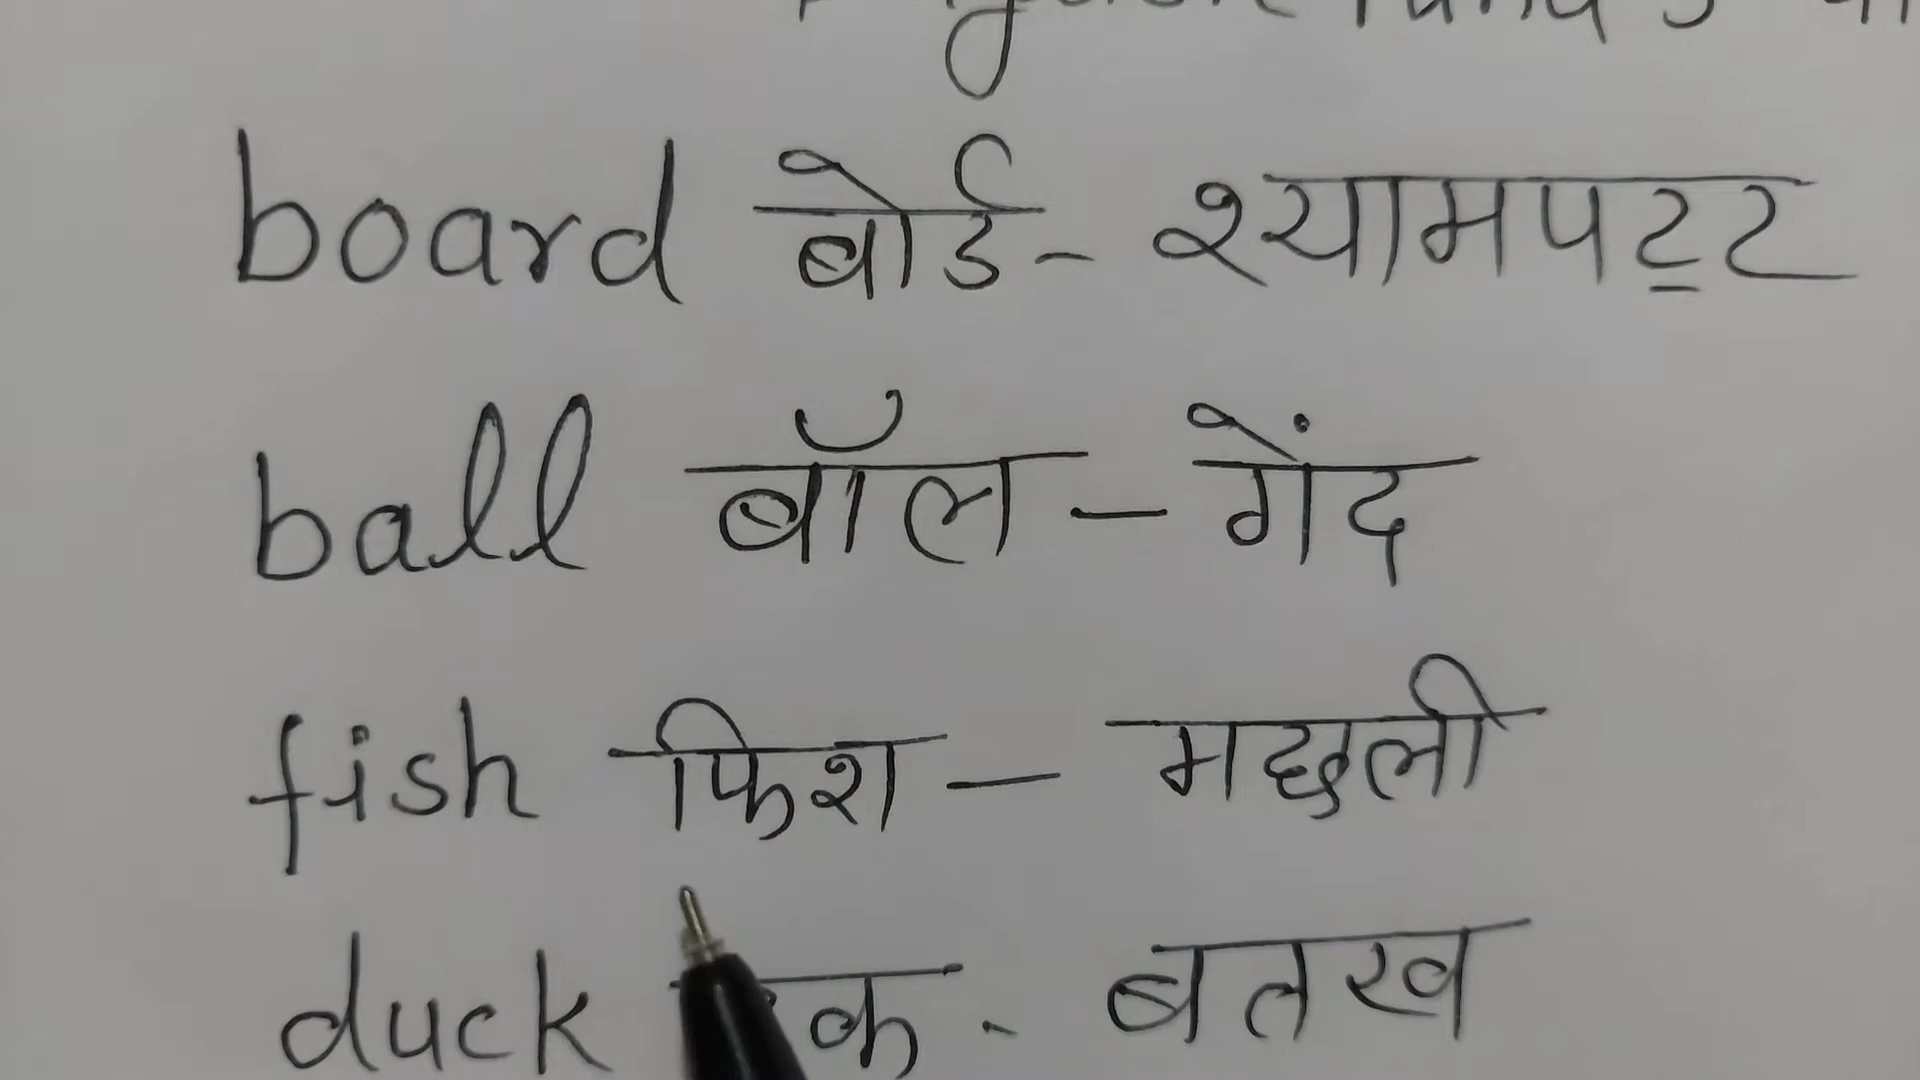 board बोर्ड - श्यामपट्ट
ball बॉल - गेंद
fish फिश - मछली
duck - बतख